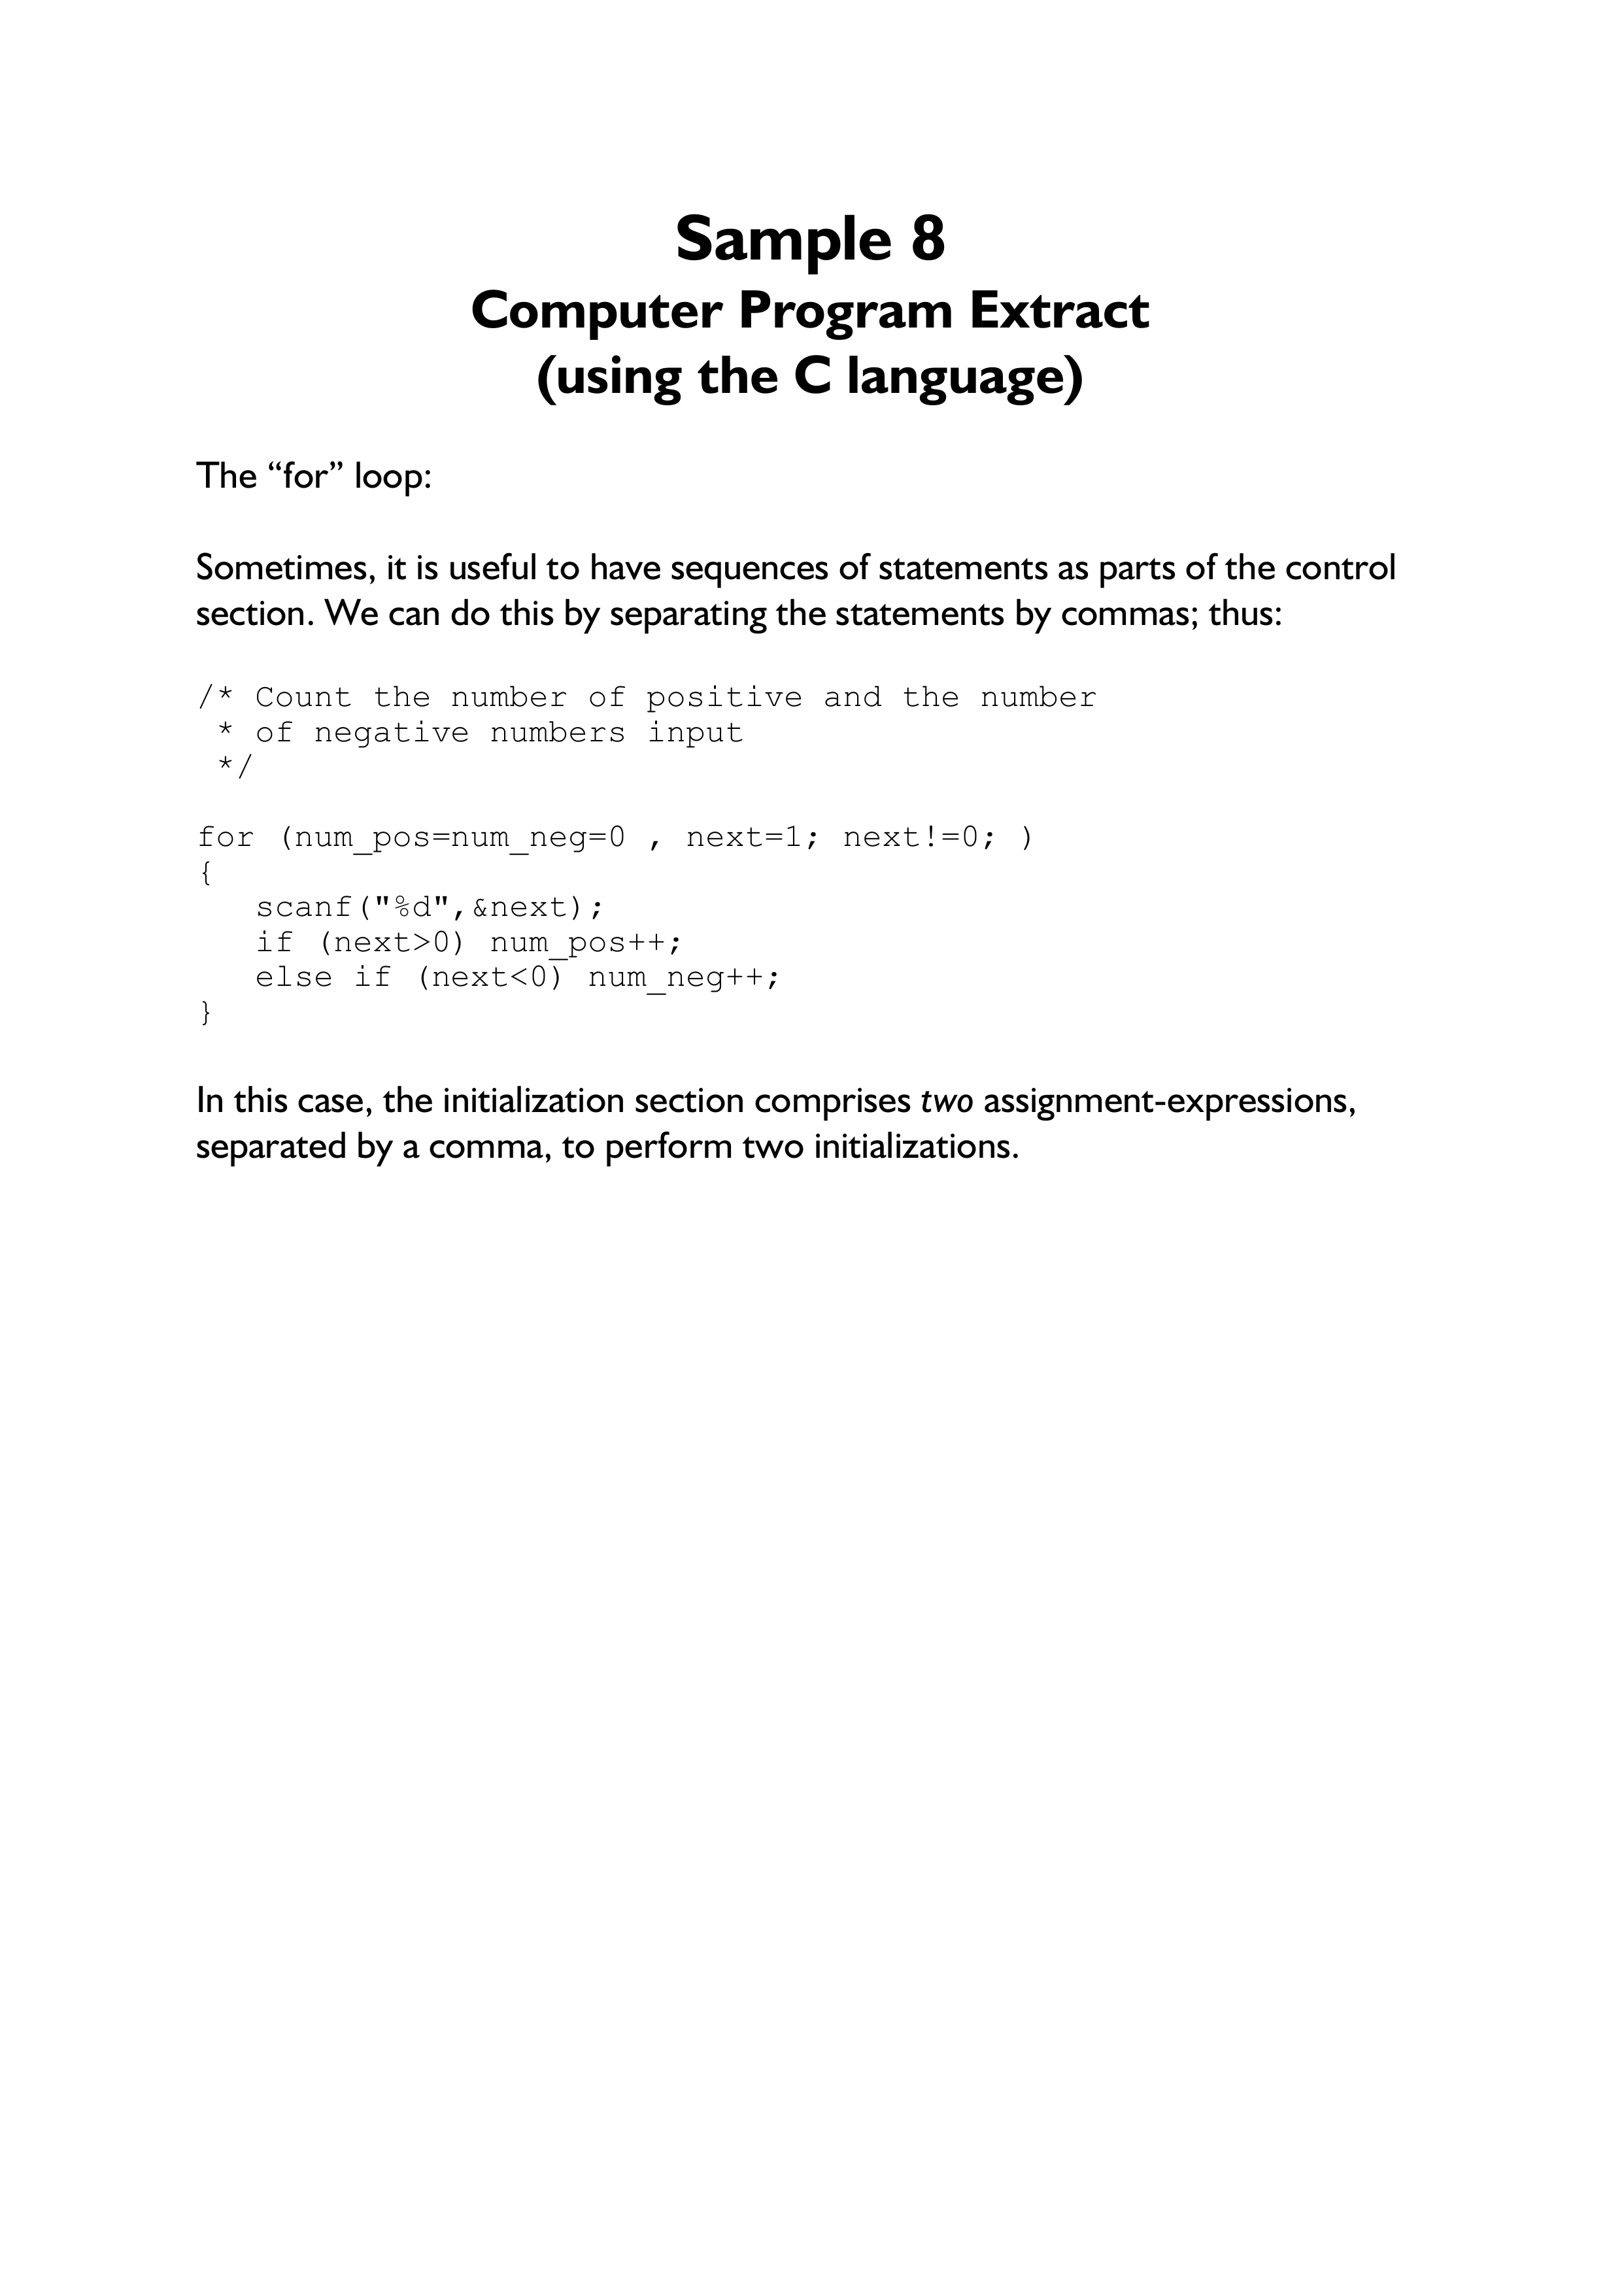 Sample 8
Computer Program Extract
(using the C language)
The “for” loop:
Sometimes, it is useful to have sequences of statements as parts of the control
section. We can do this by separating the statements by commas; thus:
/* Count the number of positive and the number
 * of negative numbers input
 */
for (num_pos=num_neg=0 , next=1; next!=0; )
{
   scanf("%d",&next);
   if (next>0) num_pos++;
   else if (next<0) num_neg++;
}
In this case, the initialization section comprises two assignment-expressions,
separated by a comma, to perform two initializations.